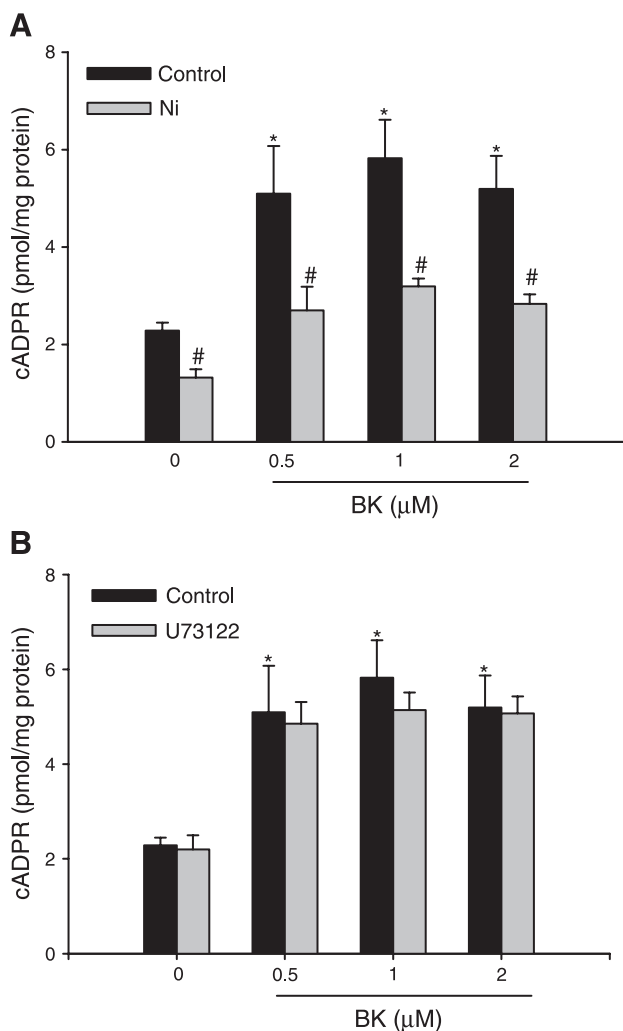 A
8
Control
Ni
6
4
2
0
cADPR (pmol/mg protein)
*
*
*
#
#
#
#
0
0.5
1
2
BK (μM)
B
8
Control
U73122
6
4
2
0
cADPR (pmol/mg protein)
*
*
*
0
0.5
1
2
BK (μM)